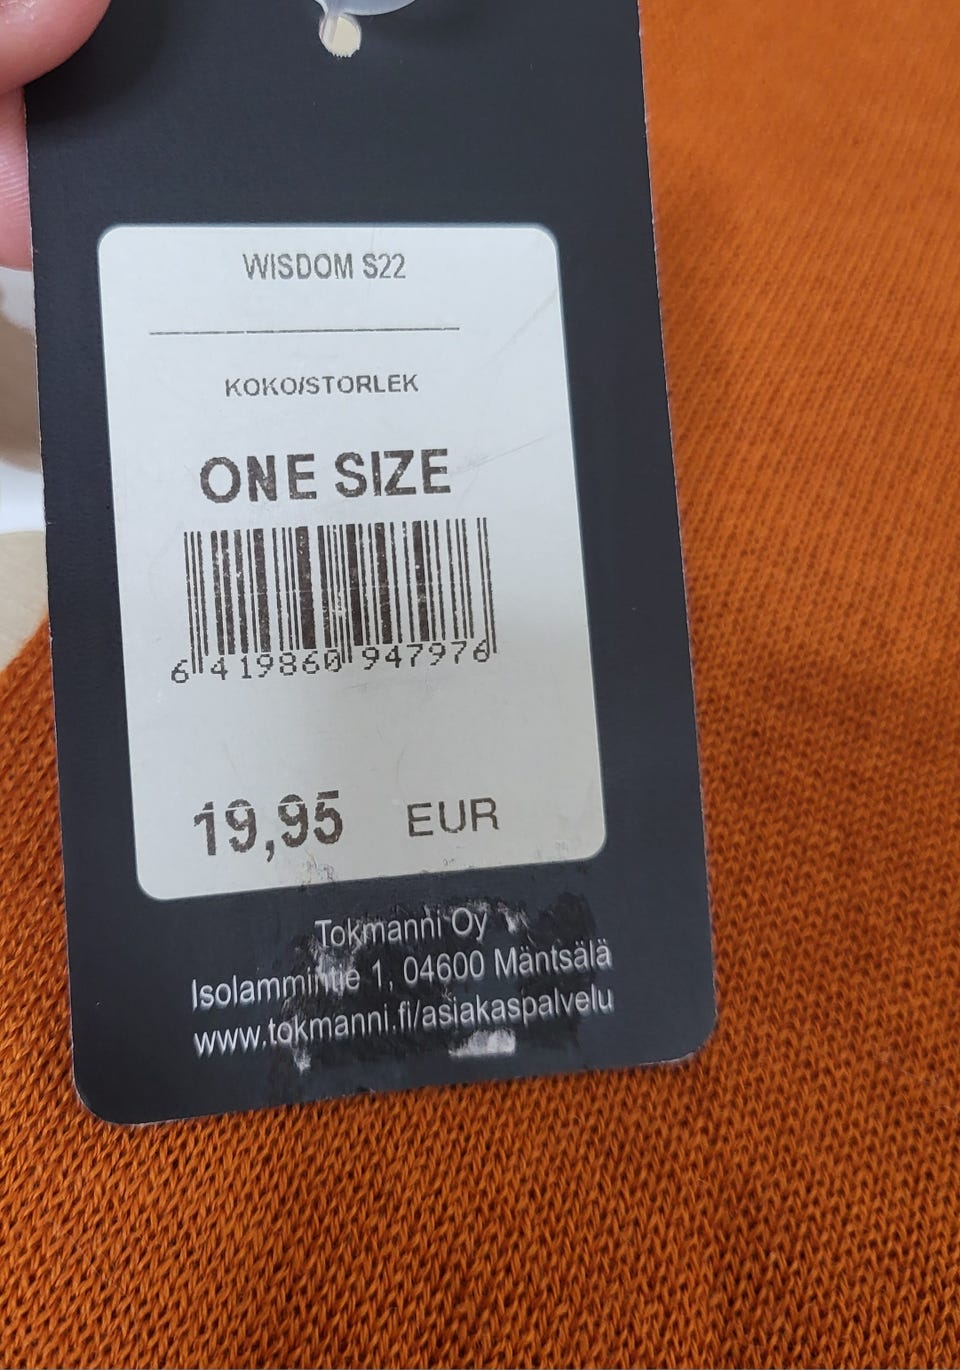 WISDOM S22
KOKO/STORLEK
ONE SIZE
6 419860 947976
19,95 EUR
Tokmanni Oy
Isolammintie 1, 04600 Mäntsälä
www.tokmanni.fi/asiakaspalvelu